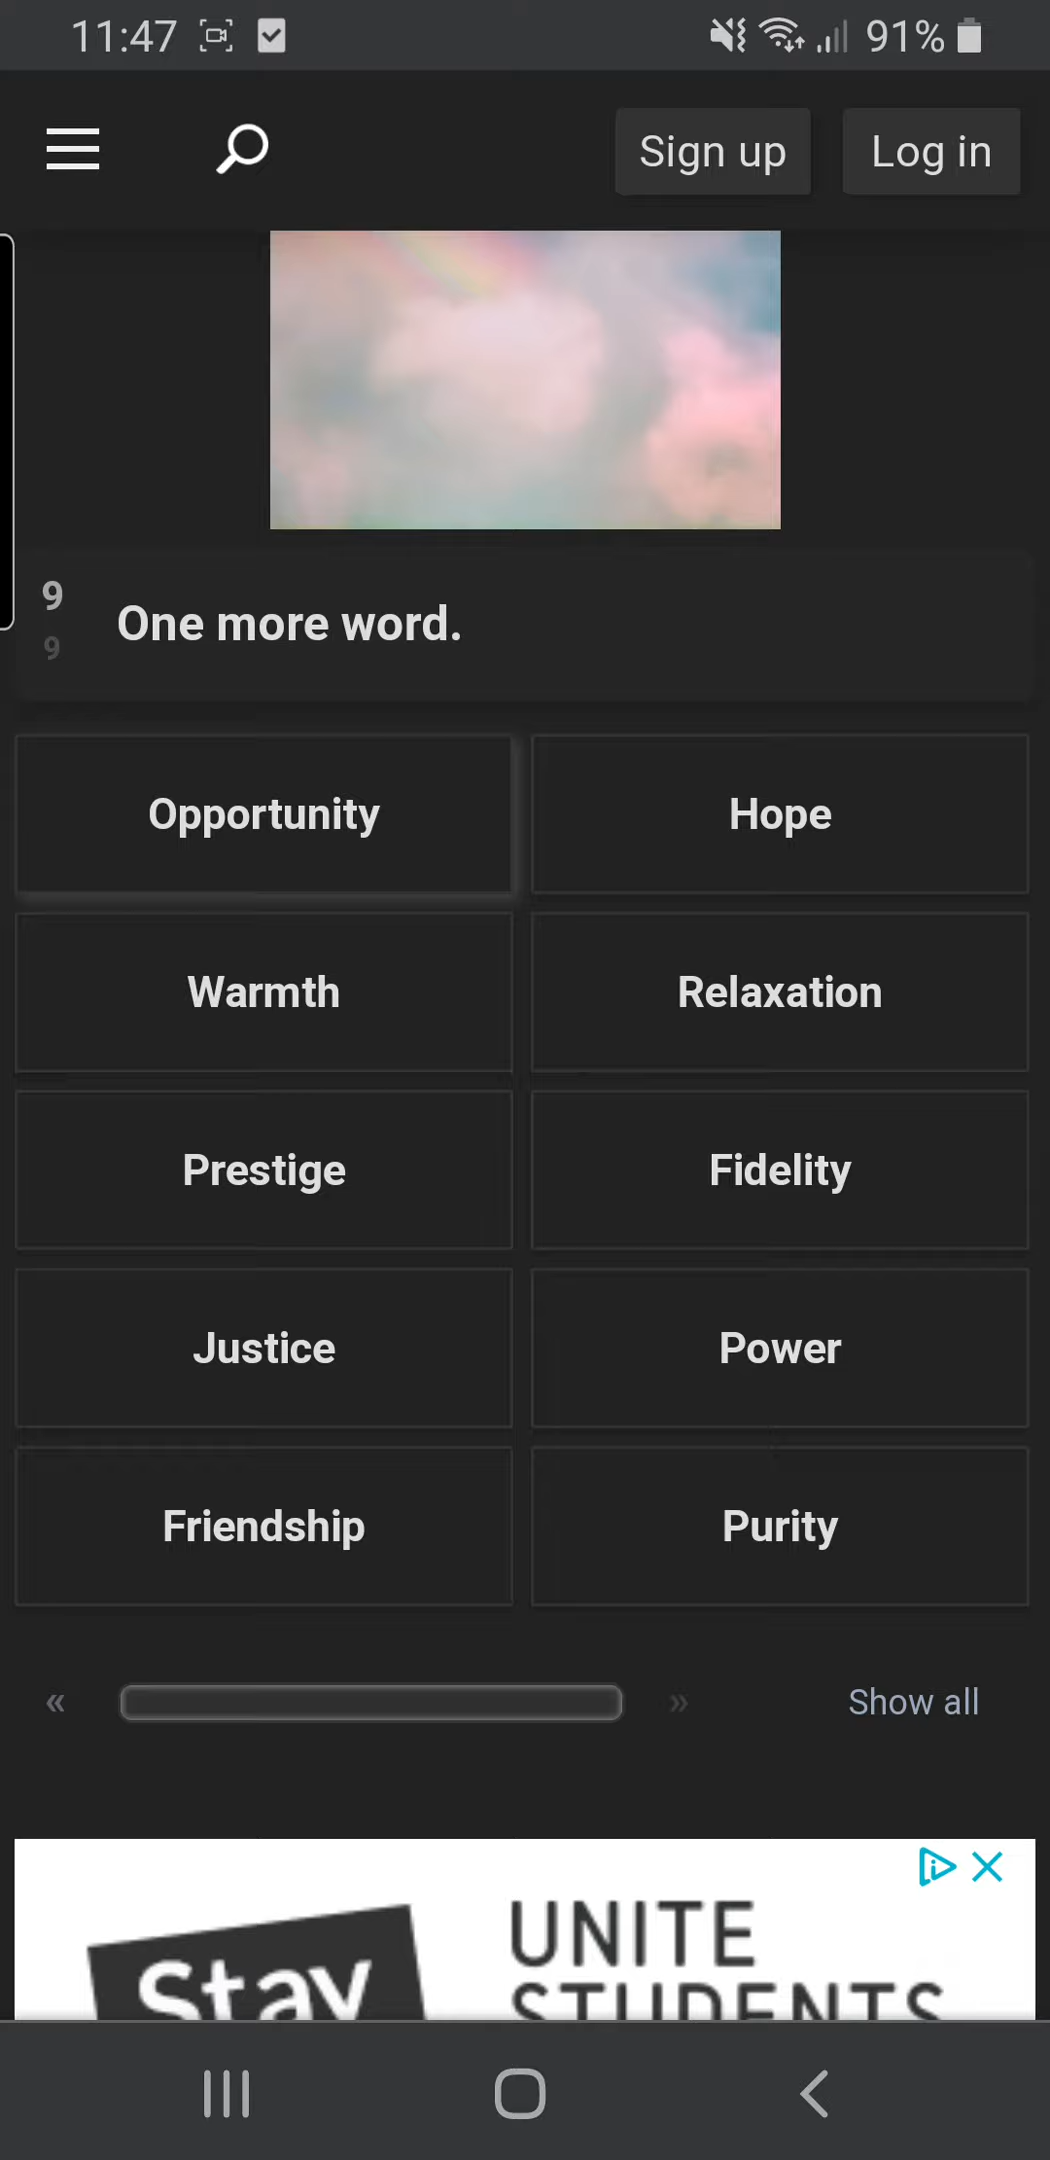 11:47 91%
Sign up Log in
9
9
One more word.
Opportunity Hope
Warmth Relaxation
Prestige Fidelity
Justice Power
Friendship Purity
« » Show all
Stay
UNITE
STUDENTS